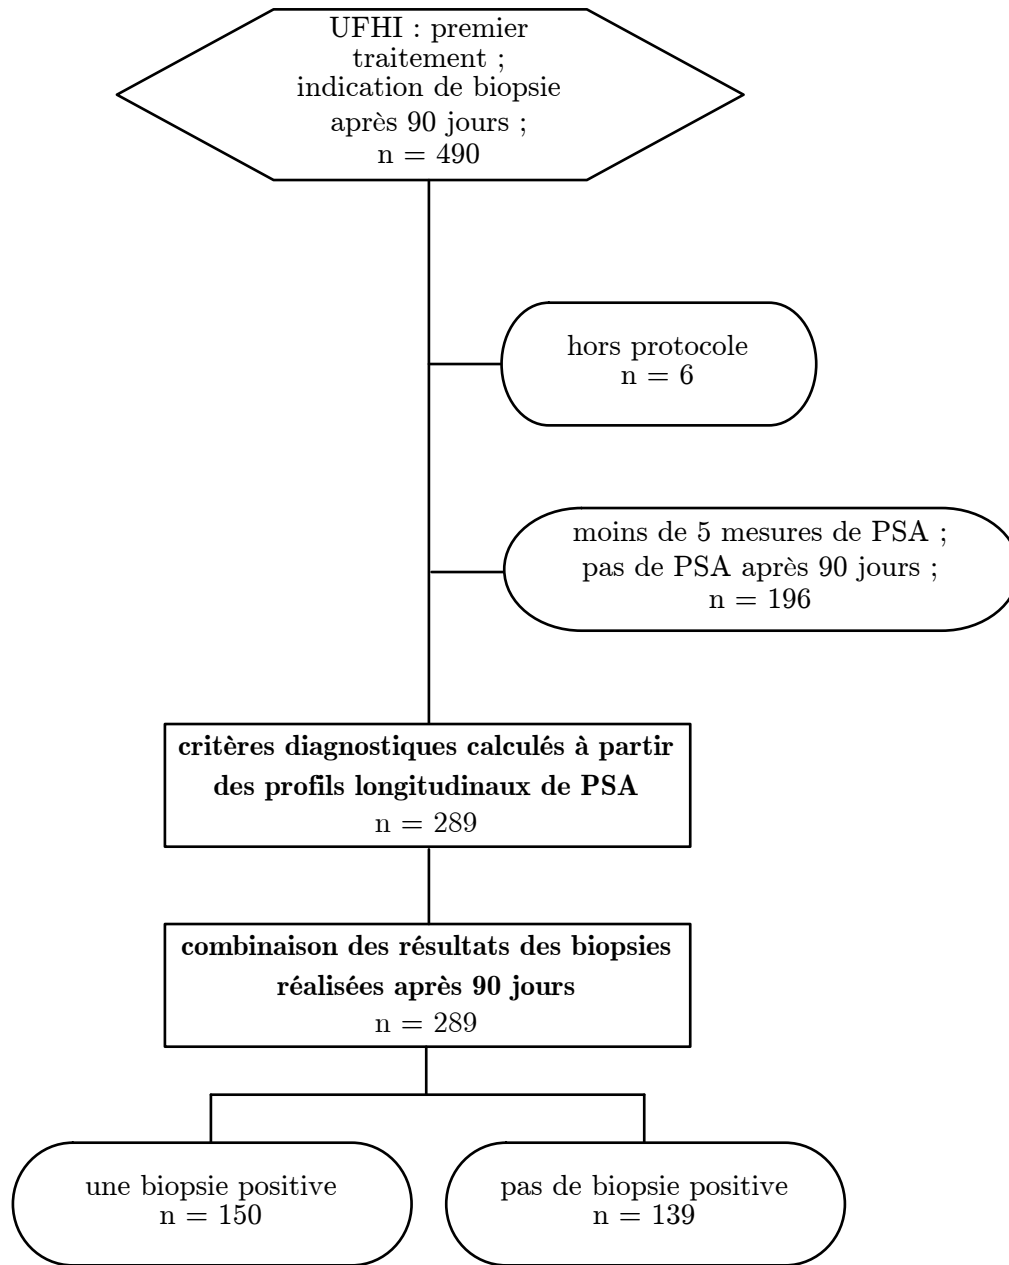 UFHI : premier
traitement ;
indication de biopsie
après 90 jours ;
n = 490
hors protocole
n = 6
moins de 5 mesures de PSA ;
pas de PSA après 90 jours ;
n = 196
critères diagnostiques calculés à partir
des profils longitudinaux de PSA
n = 289
combinaison des résultats des biopsies
réalisées après 90 jours
n = 289
une biopsie positive
n = 150
pas de biopsie positive
n = 139